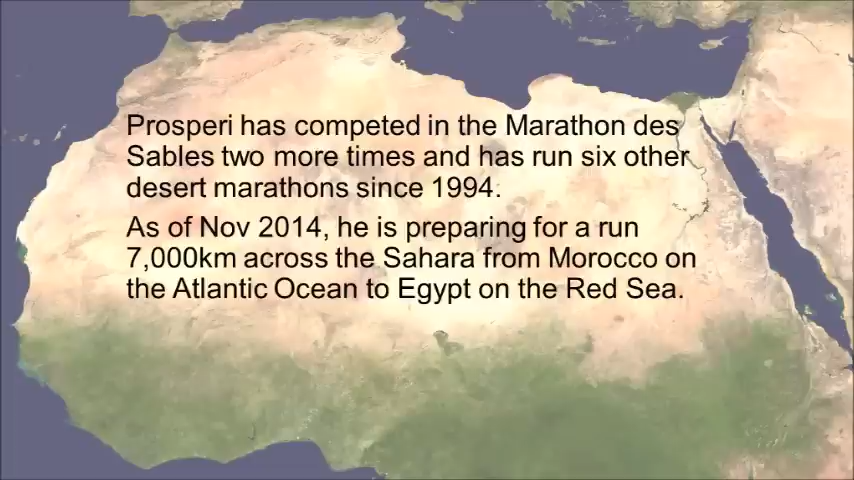 Prosperi has competed in the Marathon des
Sables two more times and has run six other
desert marathons since 1994.
As of Nov 2014, he is preparing for a run
7,000km across the Sahara from Morocco on
the Atlantic Ocean to Egypt on the Red Sea.